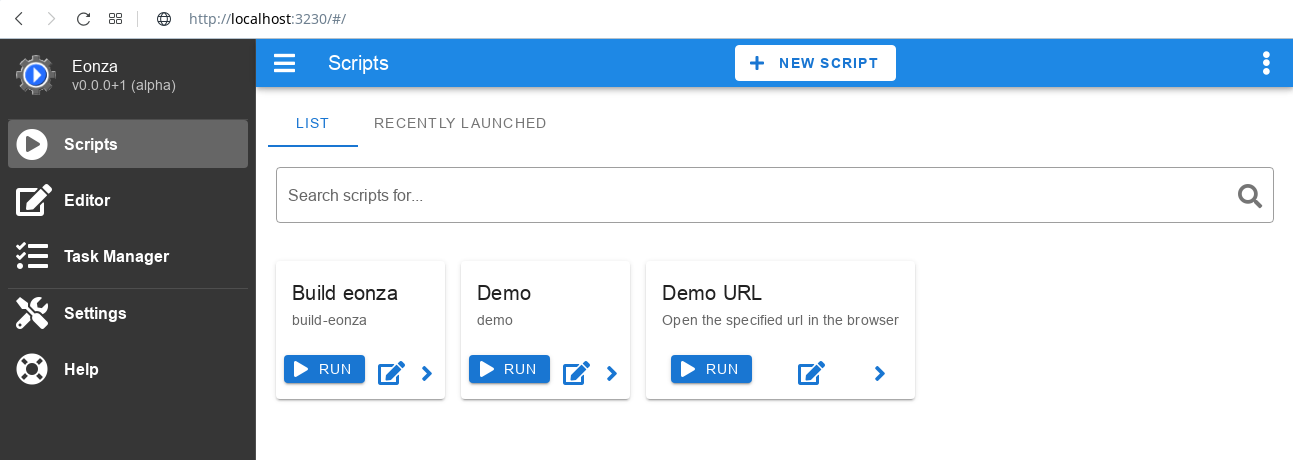 http://localhost:3230/#/
Eonza
v0.0.0+1 (alpha)
Scripts
Editor
Task Manager
Settings
Help
Scripts
NEW SCRIPT
LIST
RECENTLY LAUNCHED
Search scripts for...
Build eonza
build-eonza
RUN
Demo
demo
RUN
Demo URL
Open the specified url in the browser
RUN